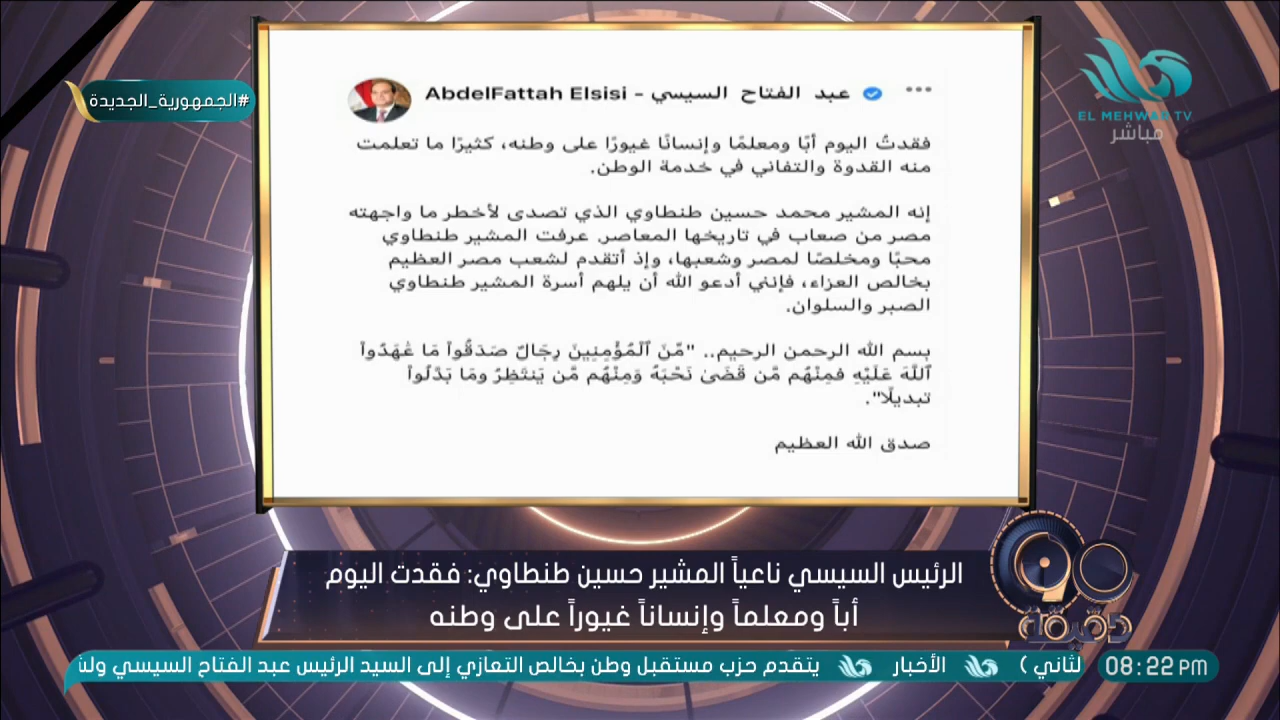 #الجمهورية_الجديدة
EL MEHWAR TV
مباشر
عبد الفتاح السيسي - AbdelFattah Elsisi
فقدتُ اليوم أبًا ومعلمًا وإنسانًا غيورًا على وطنه، كثيرًا ما تعلمت
منه القدوة والتفاني في خدمة الوطن.
إنه المشير محمد حسين طنطاوي الذي تصدى لأخطر ما واجهته
مصر من صعاب في تاريخها المعاصر. عرفت المشير طنطاوي
محبًا ومخلصًا لمصر وشعبها، وإذ أتقدم لشعب مصر العظيم
بخالص العزاء، فإنني أدعو الله أن يلهم أسرة المشير طنطاوي
الصبر والسلوان.
بسم الله الرحمن الرحيم.. "مِّنَ ٱلۡمُؤۡمِنِينَ رِجَالٌ صَدَقُواْ مَا عَٰهَدُواْ
ٱللَّهَ عَلَيۡهِ فَمِنۡهُم مَّن قَضَىٰ نَحۡبَهُ وَمِنۡهُم مَّن يَنتَظِرُ وَمَا بَدَّلُواْ
تبديلًا".
صدق الله العظيم
الرئيس السيسي ناعياً المشير حسين طنطاوي: فقدت اليوم
أباً ومعلماً وإنساناً غيوراً على وطنه
90 دقيقة
لثاني ) الأخبار يتقدم حزب مستقبل وطن بخالص التعازي إلى السيد الرئيس عبد الفتاح السيسي ولش
08:22 PM